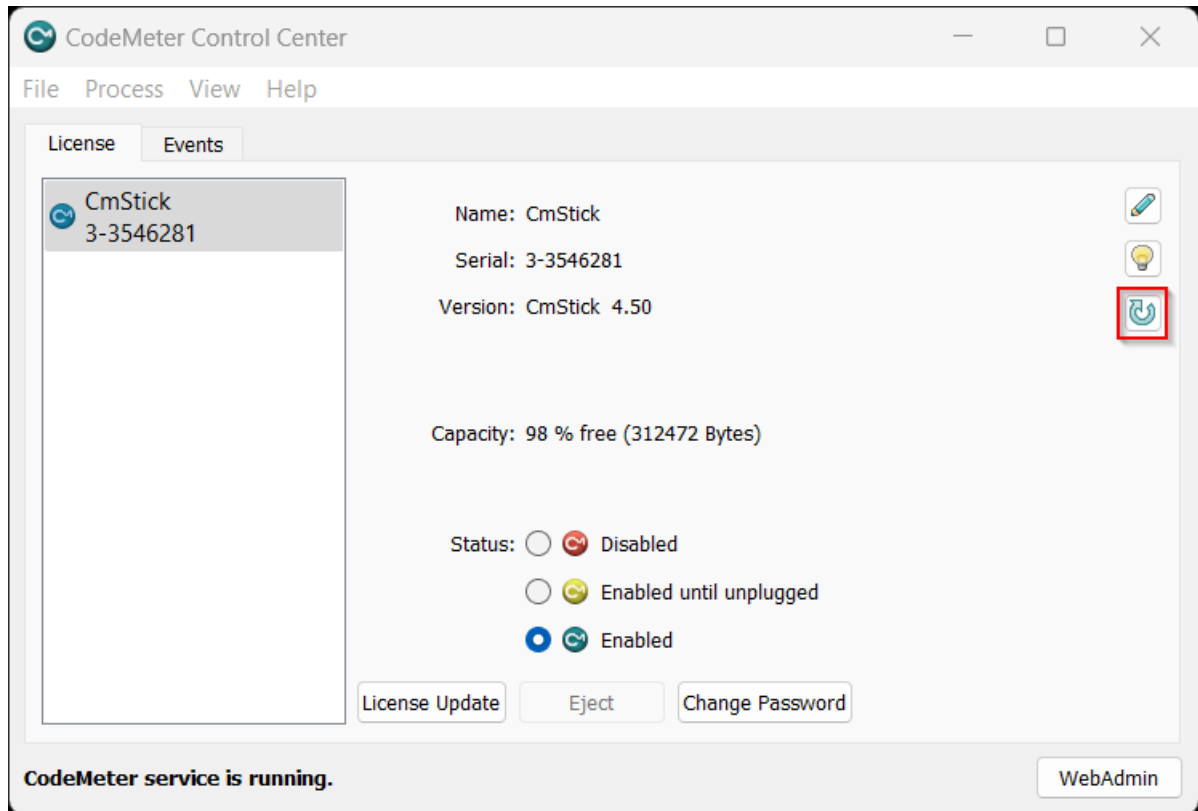 CodeMeter Control Center
File Process View Help
License Events
CmStick
3-3546281
Name: CmStick
Serial: 3-3546281
Version: CmStick 4.50
Capacity: 98 % free (312472 Bytes)
Status: Disabled
Enabled until unplugged
Enabled
License Update Eject Change Password
CodeMeter service is running. WebAdmin